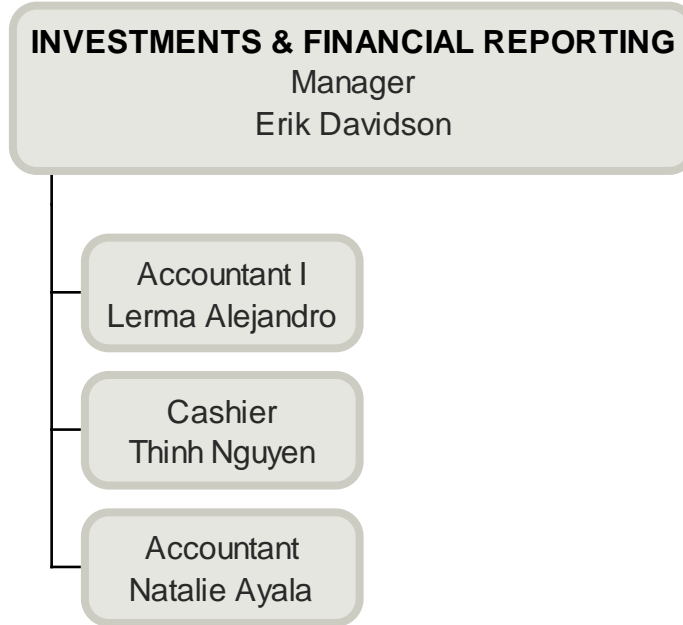 INVESTMENTS & FINANCIAL REPORTING
Manager
Erik Davidson
Accountant I
Lerma Alejandro
Cashier
Thinh Nguyen
Accountant
Natalie Ayala